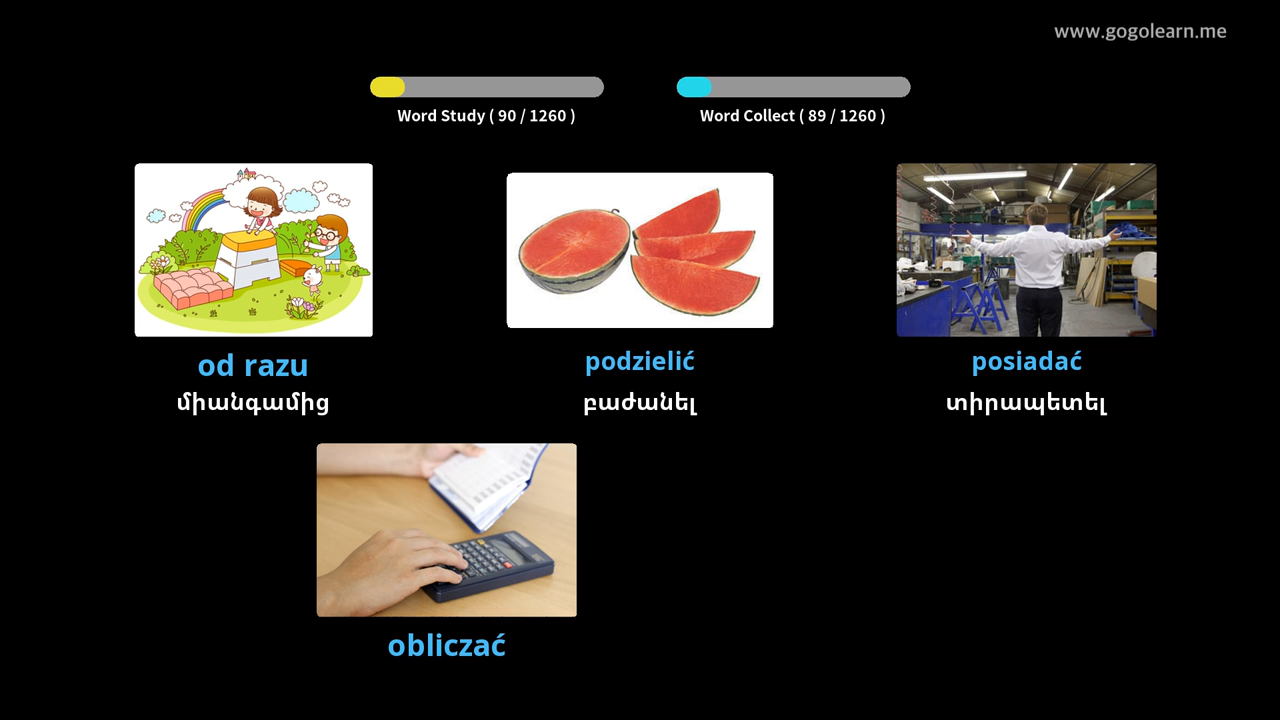 www.gogolearn.me
Word Study ( 90 / 1260 )
Word Collect ( 89 / 1260 )
od razu
միանգամից
podzielić
բաժանել
posiadać
տիրապետել
obliczać